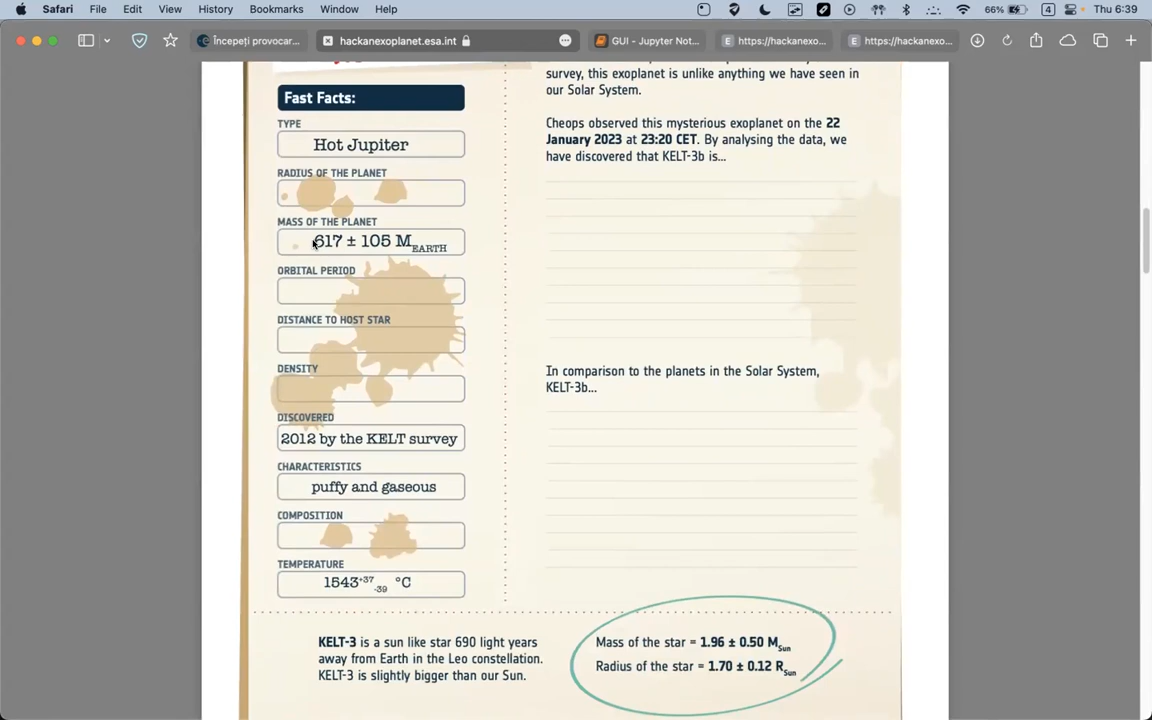 Safari File Edit View History Bookmarks Window Help 66% 4 Thu 6:39
Începeți provocar... hackanexoplanet.esa.int GUI - Jupyter Not... https://hackanexo... https://hackanexo...
survey, this exoplanet is unlike anything we have seen in
our Solar System.
Cheops observed this mysterious exoplanet on the 22
January 2023 at 23:20 CET. By analysing the data, we
have discovered that KELT-3b is...
In comparison to the planets in the Solar System,
KELT-3b...
Fast Facts:
TYPE
Hot Jupiter
RADIUS OF THE PLANET
MASS OF THE PLANET
617 ± 105 M EARTH
ORBITAL PERIOD
DISTANCE TO HOST STAR
DENSITY
DISCOVERED
2012 by the KELT survey
CHARACTERISTICS
puffy and gaseous
COMPOSITION
TEMPERATURE
1543 +37 -39 °C
KELT-3 is a sun like star 690 light years
away from Earth in the Leo constellation.
KELT-3 is slightly bigger than our Sun.
Mass of the star = 1.96 ± 0.50 M Sun
Radius of the star = 1.70 ± 0.12 R Sun